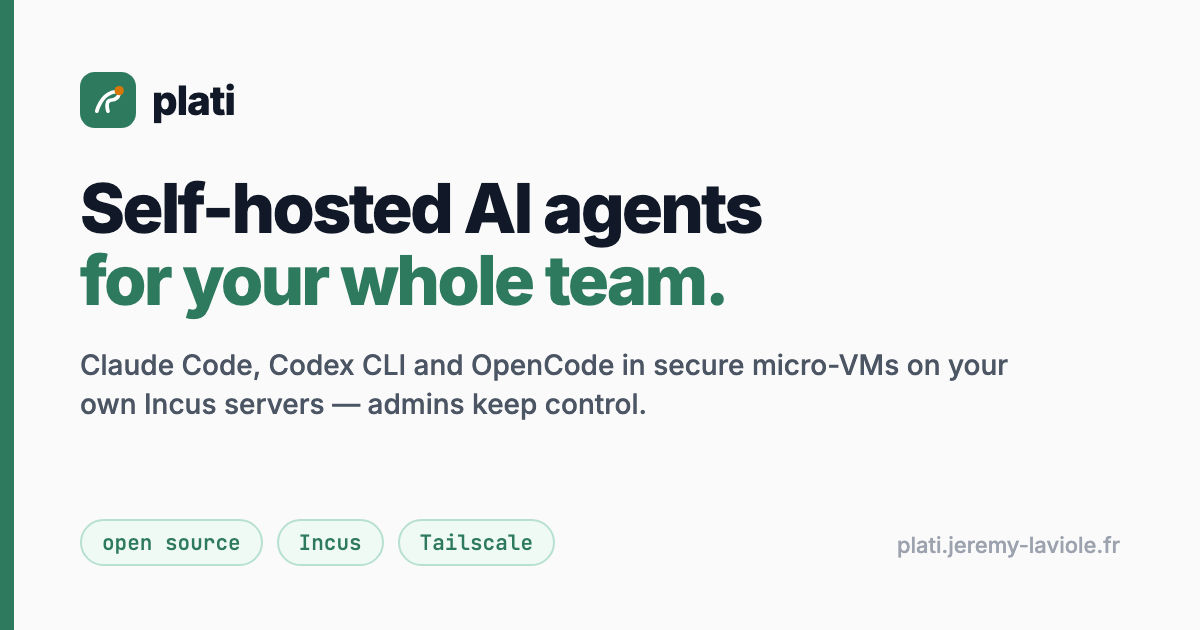 plati
Self-hosted AI agents
for your whole team.
Claude Code, Codex CLI and OpenCode in secure micro-VMs on your
own Incus servers — admins keep control.
open source
Incus
Tailscale
plati.jeremy-laviole.fr